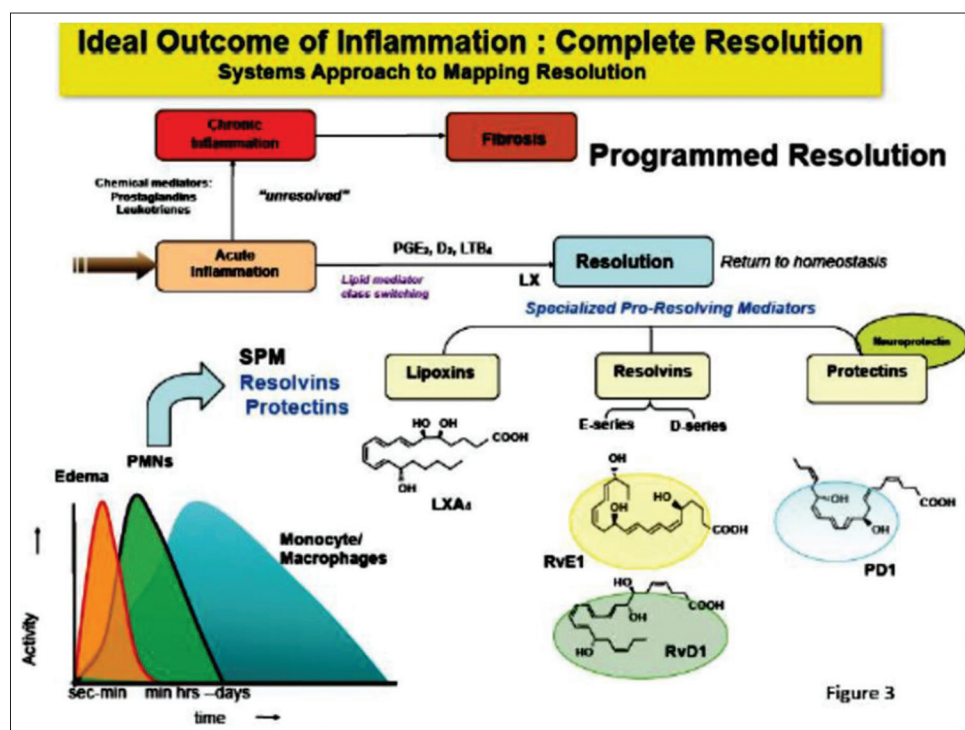 Ideal Outcome of Inflammation : Complete Resolution
Systems Approach to Mapping Resolution
Chronic
Inflammation
Fibrosis
Programmed Resolution
Chemical mediators:
Prostaglandins
Leukotrienes
"unresolved"
Acute
Inflammation
PGE₂, D₂, LTB₄
Lipid mediator
class switching
LX
Resolution
Return to homeostasis
Specialized Pro-Resolving Mediators
Neuroprotectin
Lipoxins
Resolvins
Protectins
E-series
D-series
SPM
Resolvins
Protectins
PMNs
Edema
Monocyte/
Macrophages
Activity
sec-min
min hrs –days
time
HO OH
COOH
OH
LXA₄
OH
OH
HO
COOH
RvE1
HO
OH
COOH
HO
RvD1
OH
OH
COOH
PD1
Figure 3